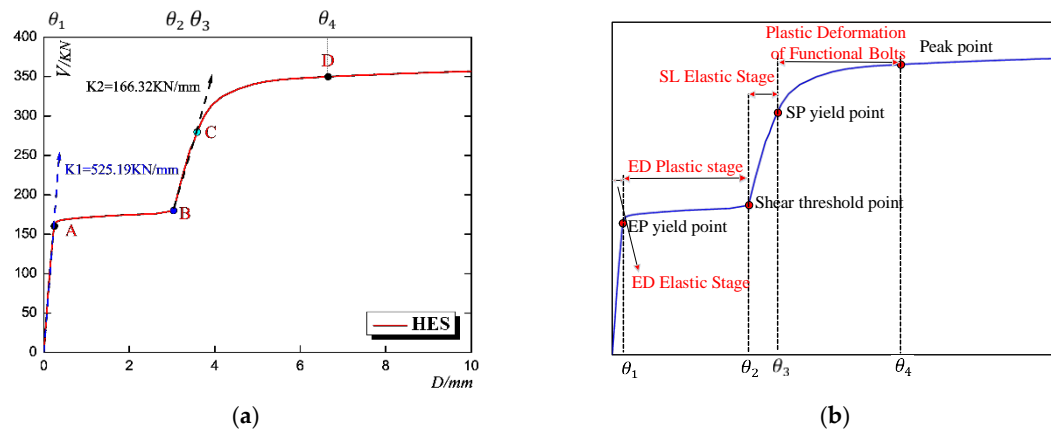 θ₁ θ₂ θ₃ θ₄
V/KN
400
350
300
250
200
150
100
50
0
K2=166.32KN/mm
K1=525.19KN/mm
A
B
C
D
HES
0 2 4 6 8 10
D/mm
(a)
Plastic Deformation
of Functional Bolts
Peak point
SL Elastic Stage
SP yield point
ED Plastic stage
Shear threshold point
EP yield point
ED Elastic Stage
θ₁ θ₂ θ₃ θ₄
(b)